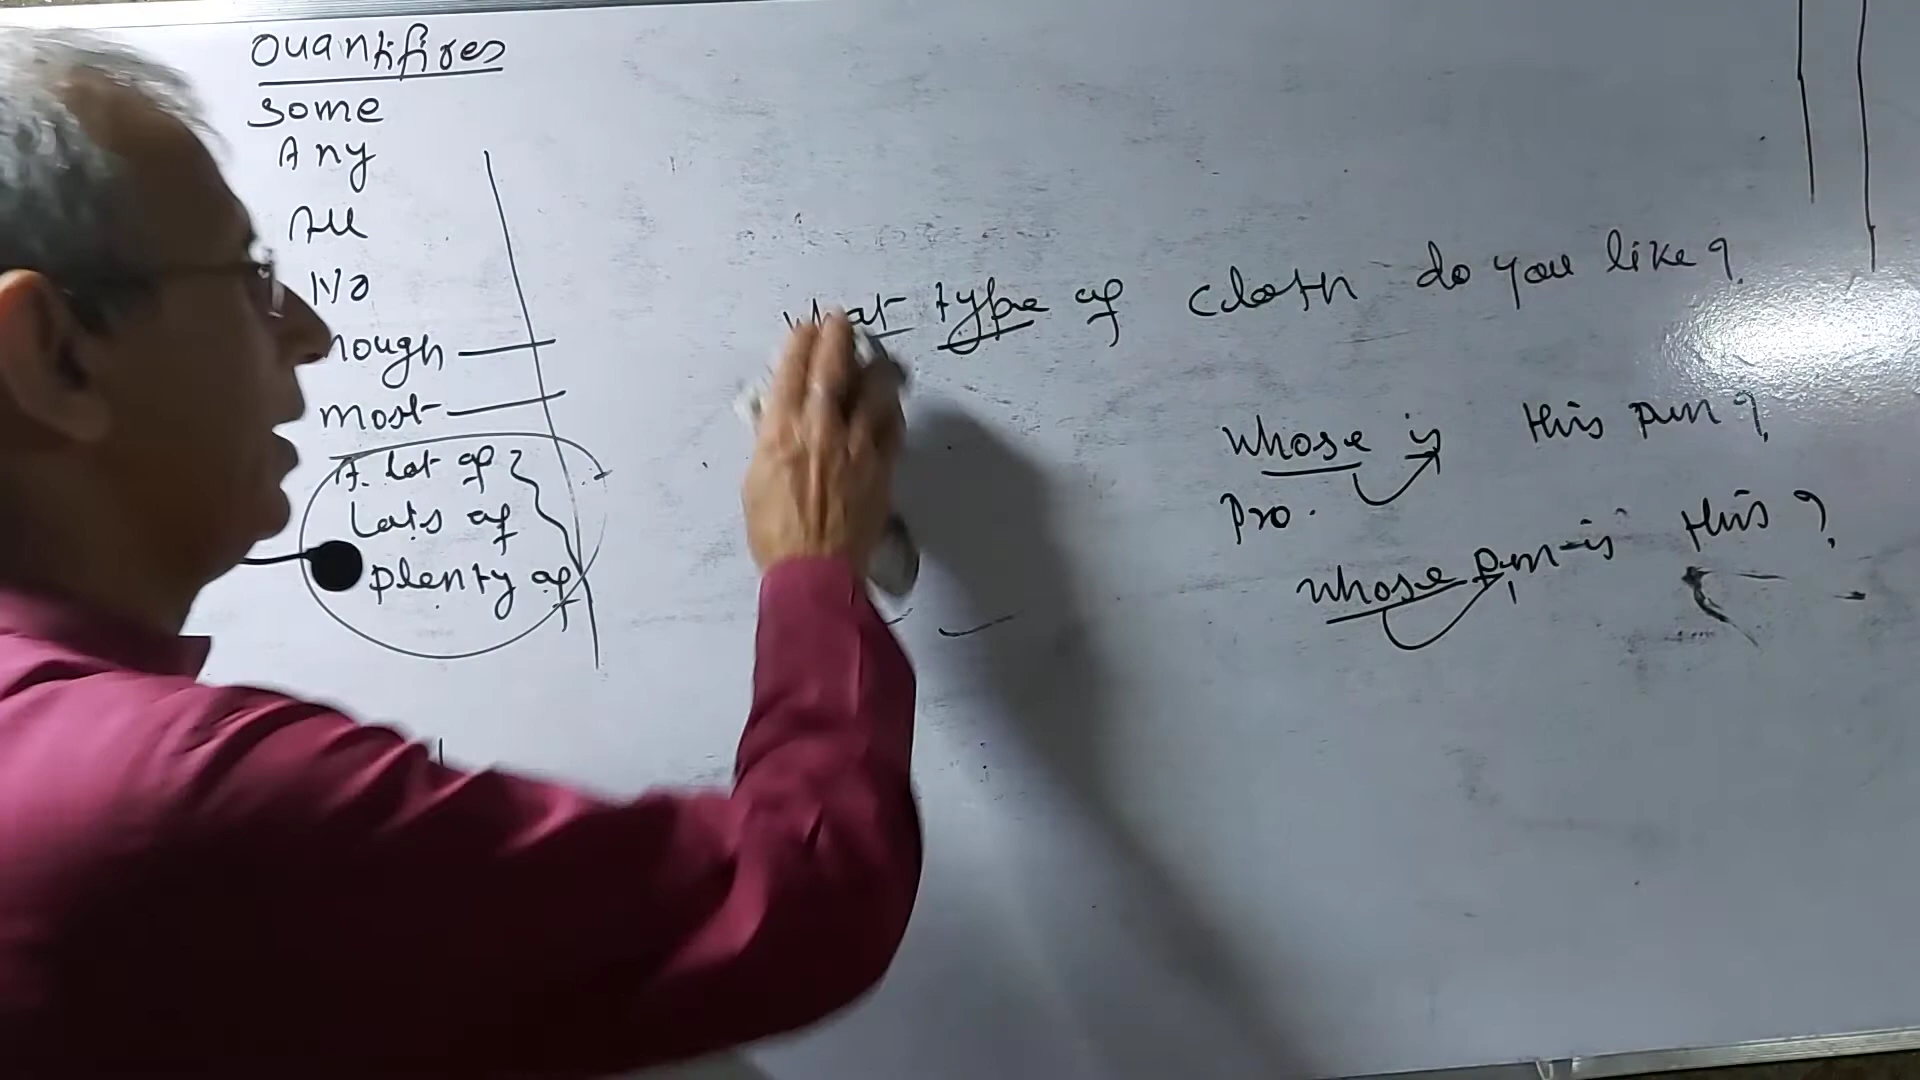 Quantifires
Some
Any
All
No
nough
most
A lot of
Lots of
plenty of
What type of cloth do you like?
Whose is this pen?
Pro.
Whose pen is this?